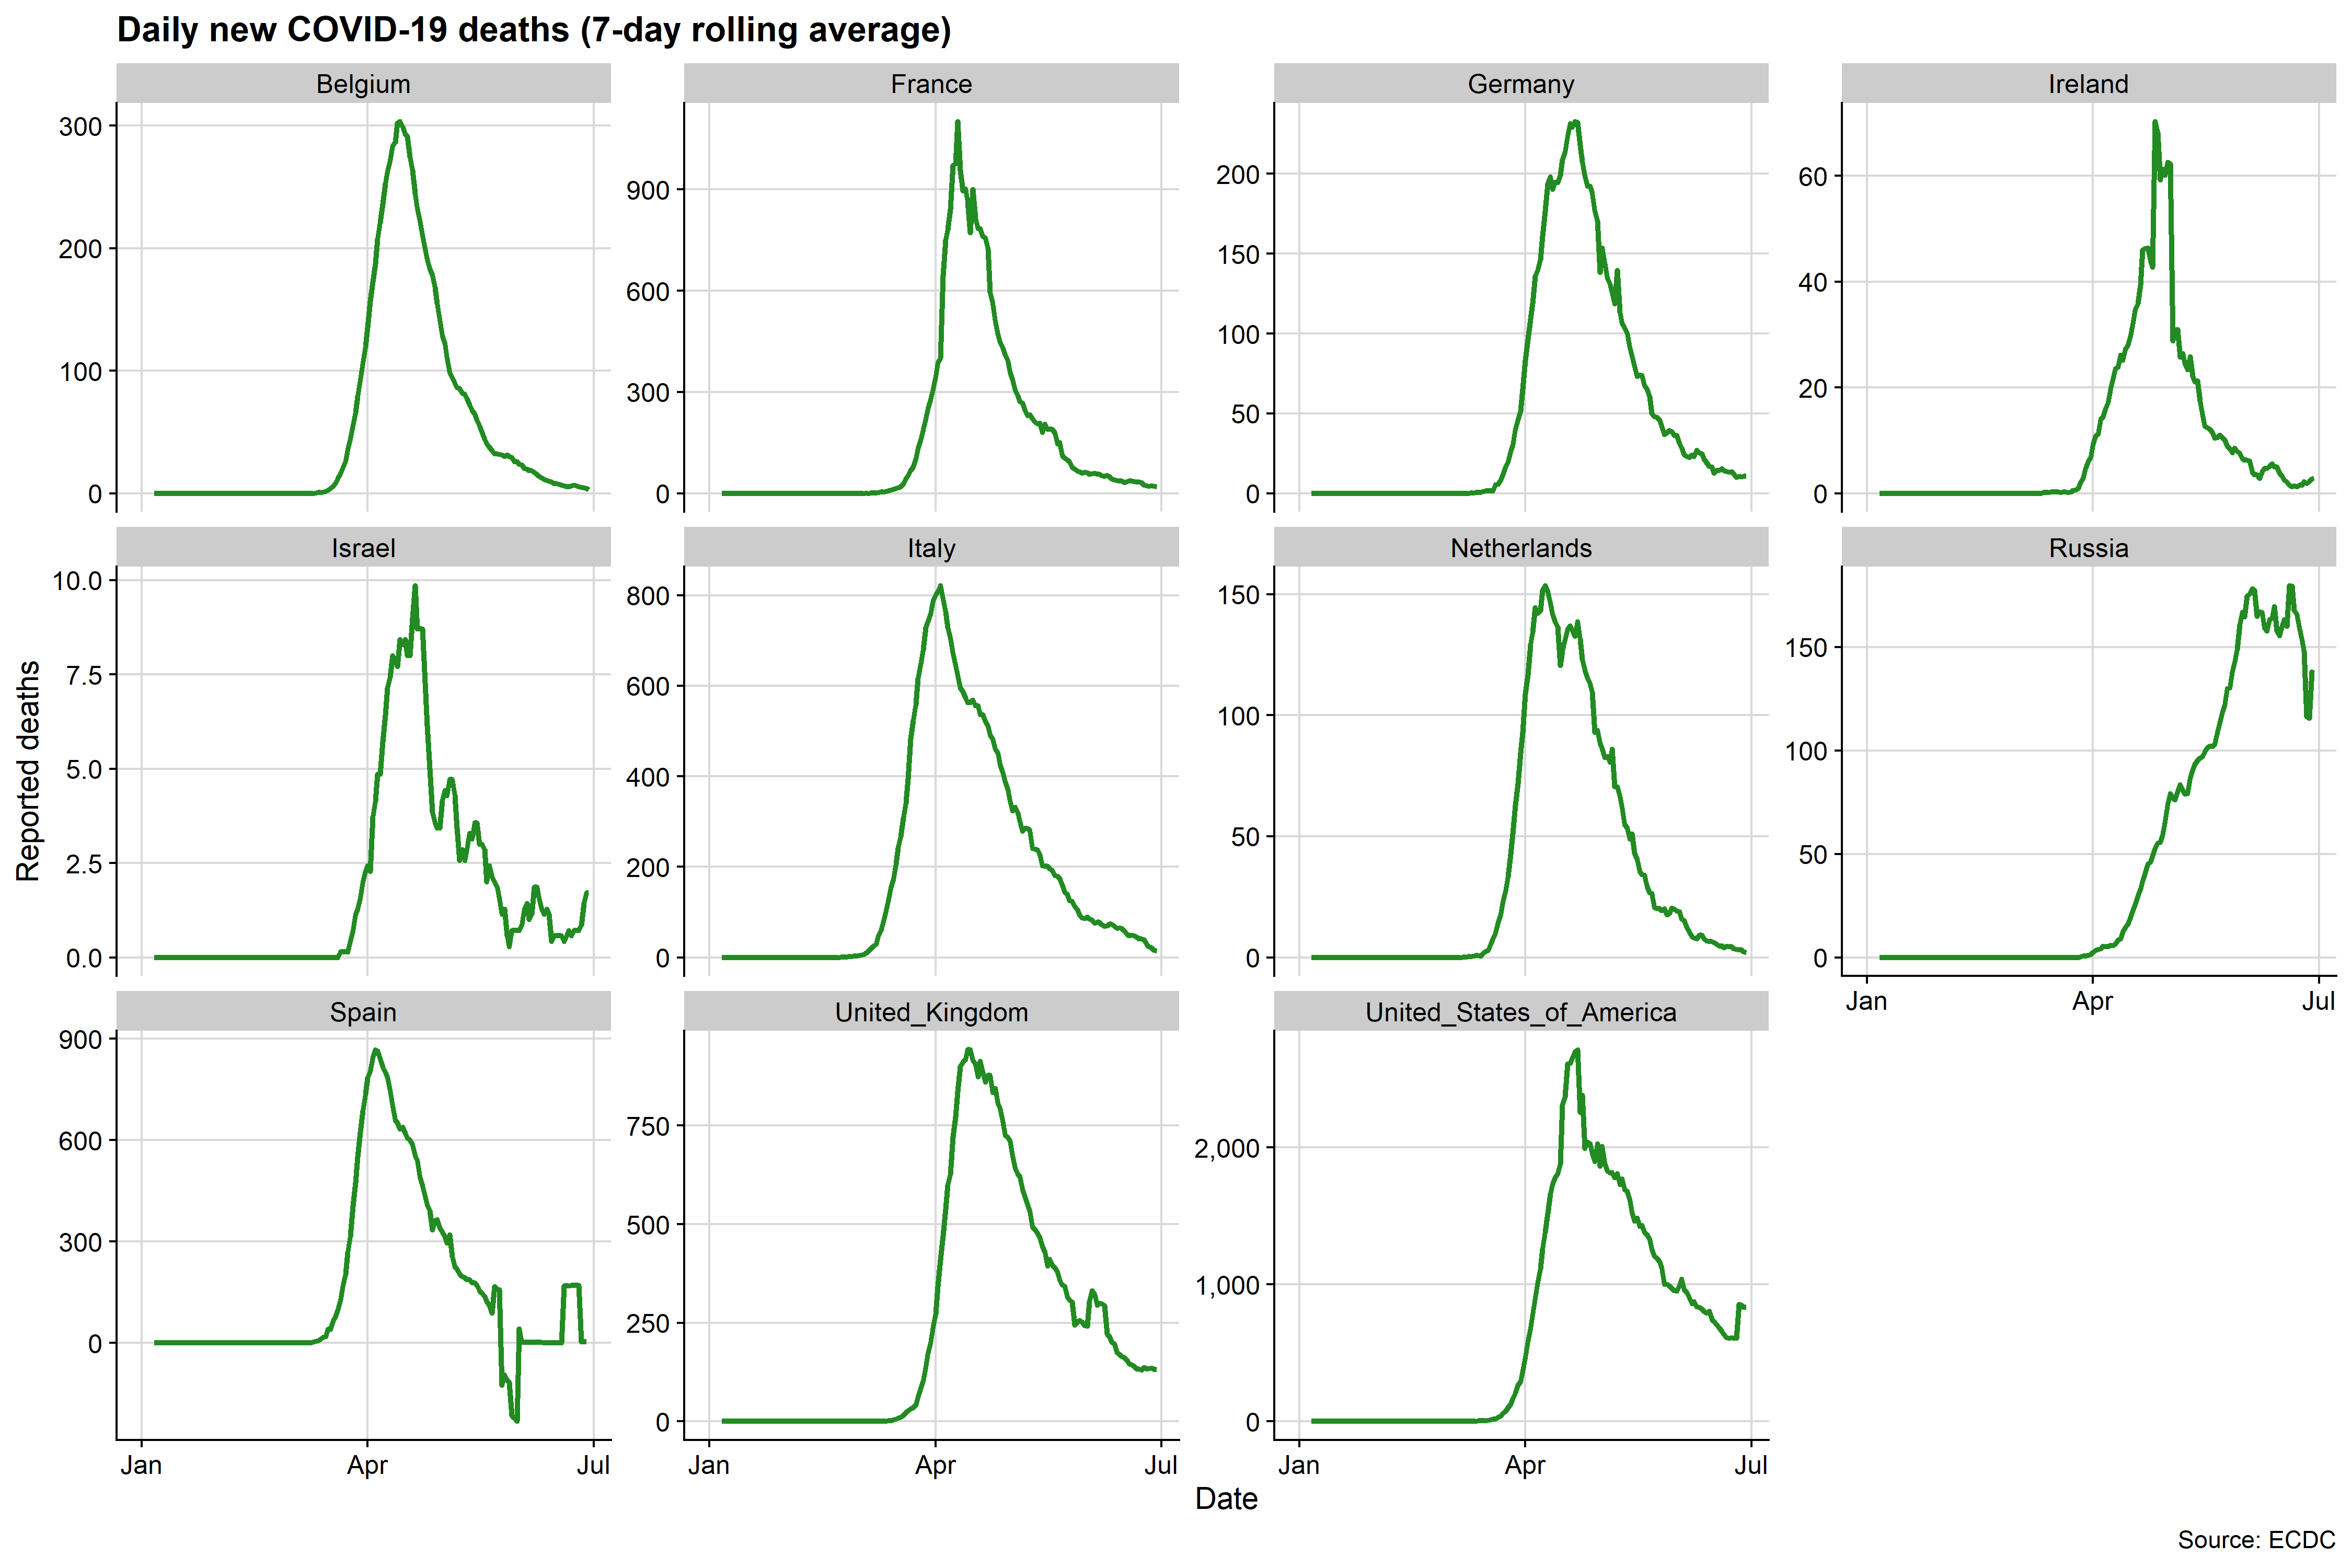 Daily new COVID-19 deaths (7-day rolling average)
Belgium
France
Germany
Ireland
300
200
100
0
900
600
300
0
200
150
100
50
0
60
40
20
0
Israel
Italy
Netherlands
Russia
10.0
7.5
5.0
2.5
0.0
800
600
400
200
0
150
100
50
0
150
100
50
0
Jan
Apr
Jul
Reported deaths
Spain
United_Kingdom
United_States_of_America
900
600
300
0
750
500
250
0
2,000
1,000
0
Jan
Apr
Jul
Jan
Apr
Jul
Jan
Apr
Jul
Date
Source: ECDC